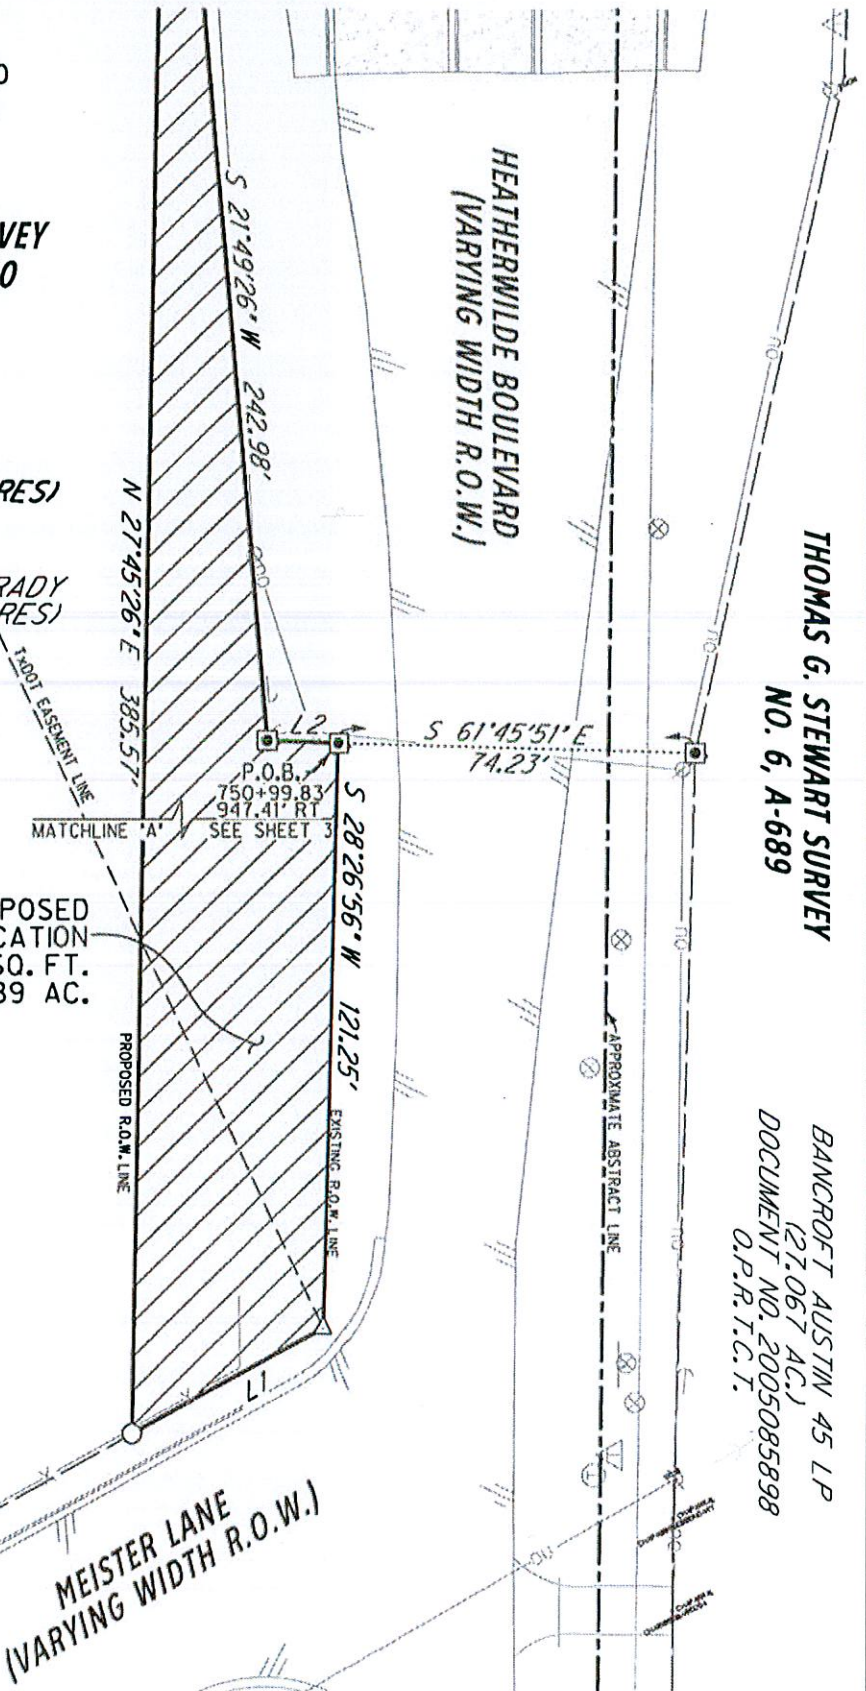 O
VEY
O
RES)
RADY
RES)
HEATHERWILDE BOULEVARD
(VARYING WIDTH R.O.W.)
S 21°49'26" W 242.98'
N 27°45'26" E 385.57'
THOMAS G. STEWART SURVEY
NO. 6, A-689
TxDOT EASEMENT LINE
L2
S 61°45'51" E
74.23'
P.O.B.
750+99.83
947.41' RT
MATCHLINE "A"
SEE SHEET 3
S 28°26'56" W 121.25'
POSED
CATION
SQ. FT.
39 AC.
PROPOSED R.O.W. LINE
EXISTING R.O.W. LINE
APPROXIMATE ABSTRACT LINE
BANCROFT AUSTIN 45 LP
(27.067 AC.)
DOCUMENT NO. 2005085898
O.P.R.T.C.T.
L1
MEISTER LANE
(VARYING WIDTH R.O.W.)